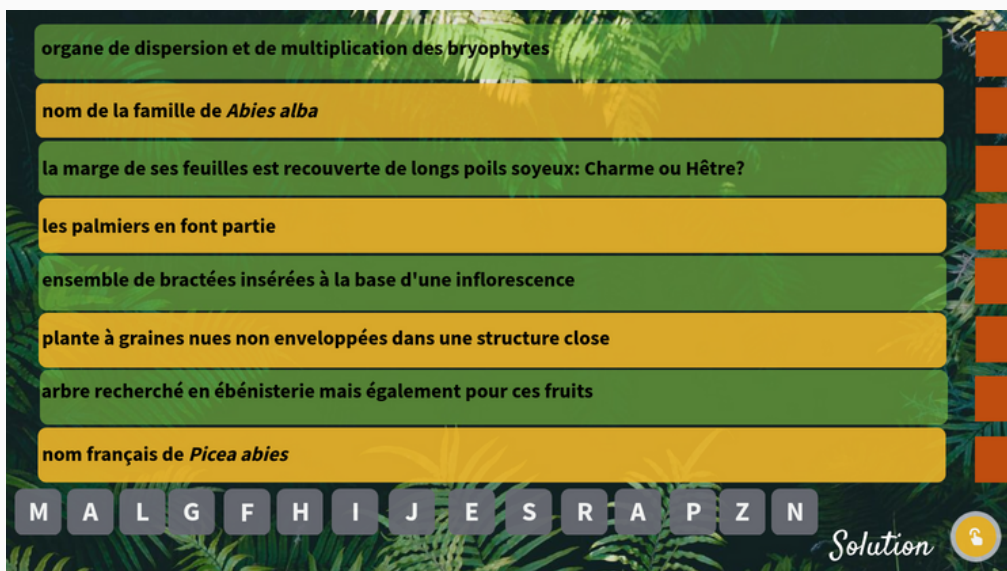 organe de dispersion et de multiplication des bryophytes
nom de la famille de Abies alba
la marge de ses feuilles est recouverte de longs poils soyeux: Charme ou Hêtre?
les palmiers en font partie
ensemble de bractées insérées à la base d'une inflorescence
plante à graines nues non enveloppées dans une structure close
arbre recherché en ébénisterie mais également pour ces fruits
nom français de Picea abies
M A L G F H I J E S R A P Z N
Solution